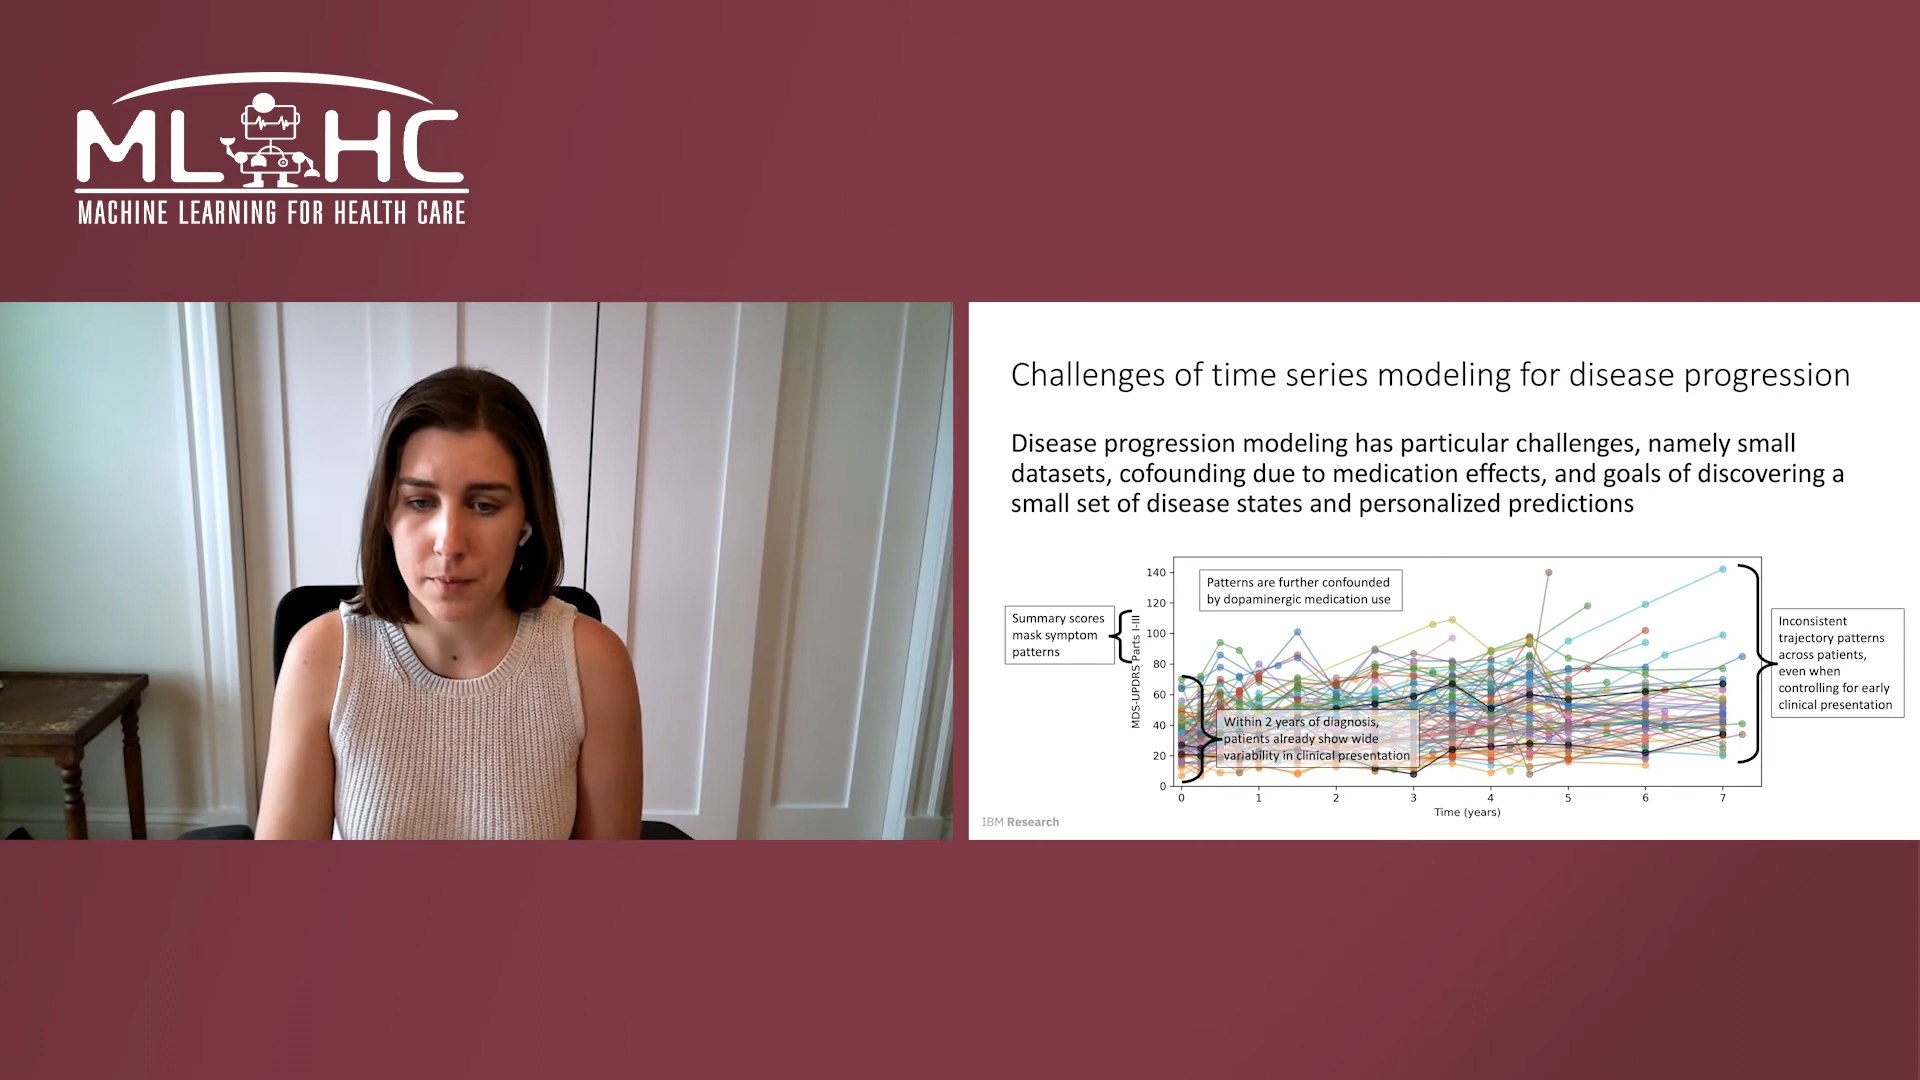 ML HC
MACHINE LEARNING FOR HEALTH CARE
Challenges of time series modeling for disease progression
Disease progression modeling has particular challenges, namely small
datasets, cofounding due to medication effects, and goals of discovering a
small set of disease states and personalized predictions
Summary scores
mask symptom
patterns
MDS-UPDRS Parts I-III
140
120
100
80
60
40
20
0
Patterns are further confounded
by dopaminergic medication use
Within 2 years of diagnosis,
patients already show wide
variability in clinical presentation
0 1 2 3 4 5 6 7
Time (years)
Inconsistent
trajectory patterns
across patients,
even when
controlling for early
clinical presentation
IBM Research